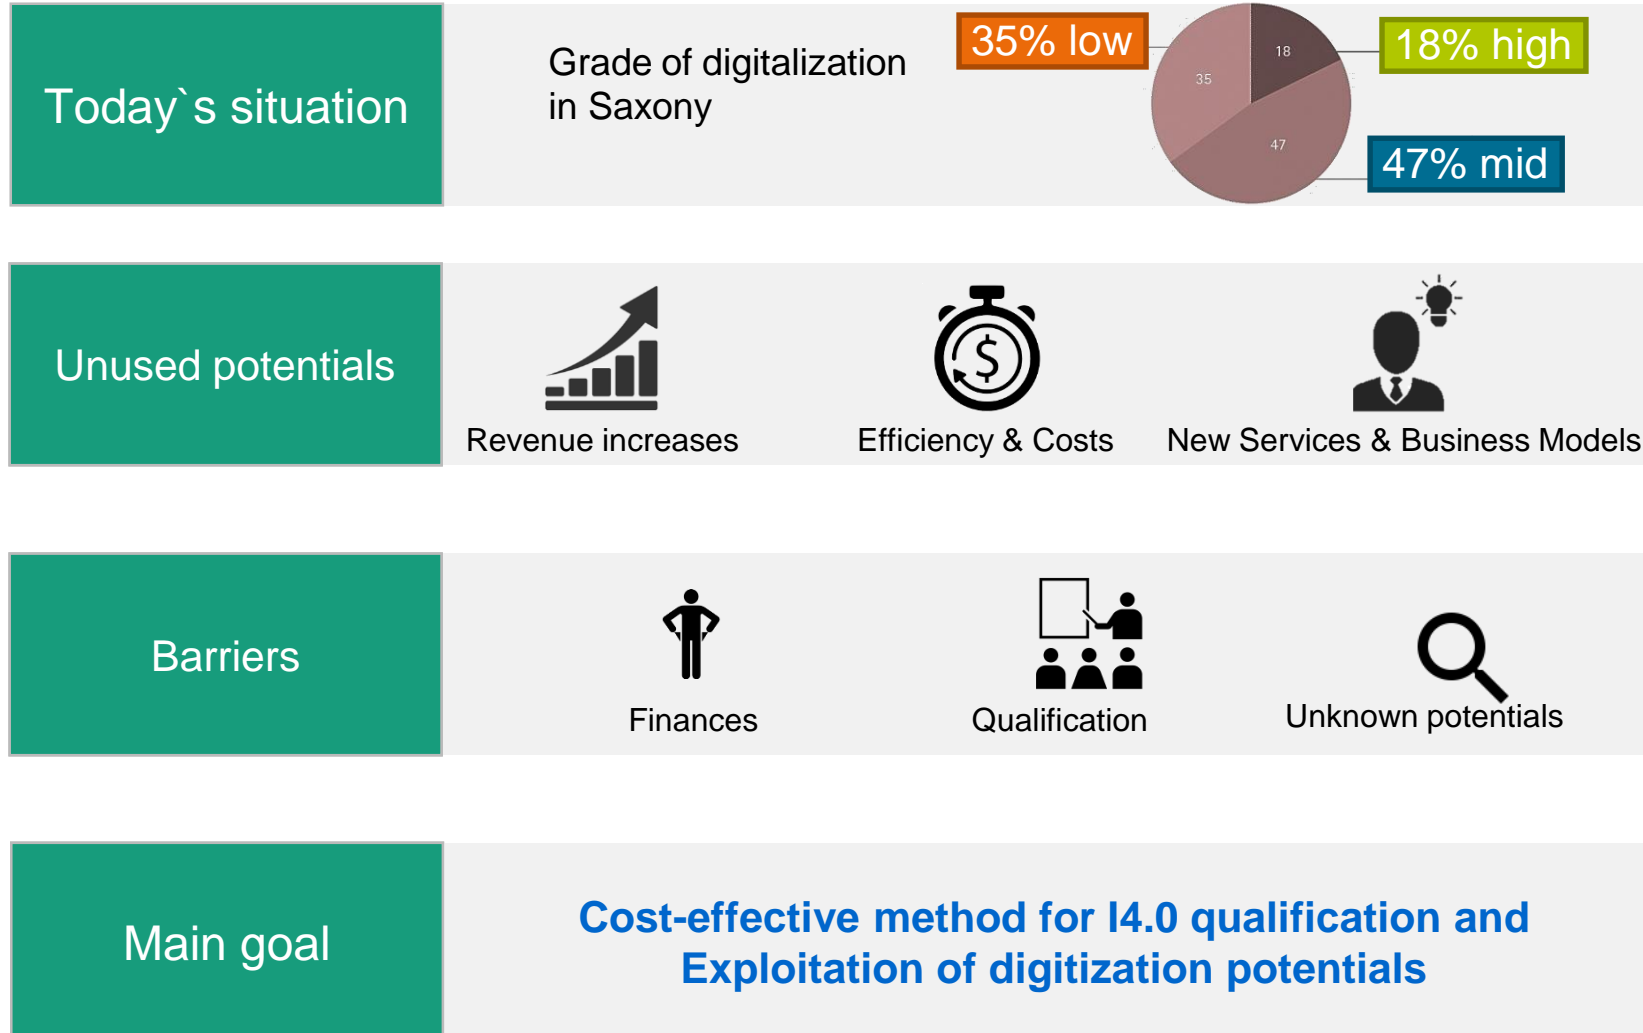 Today`s situation
Grade of digitalization
in Saxony
35% low
18% high
47% mid
18
35
47
Unused potentials
$
Revenue increases
Efficiency & Costs
New Services & Business Models
Barriers
Finances
Qualification
Unknown potentials
Main goal
Cost-effective method for I4.0 qualification and
Exploitation of digitization potentials